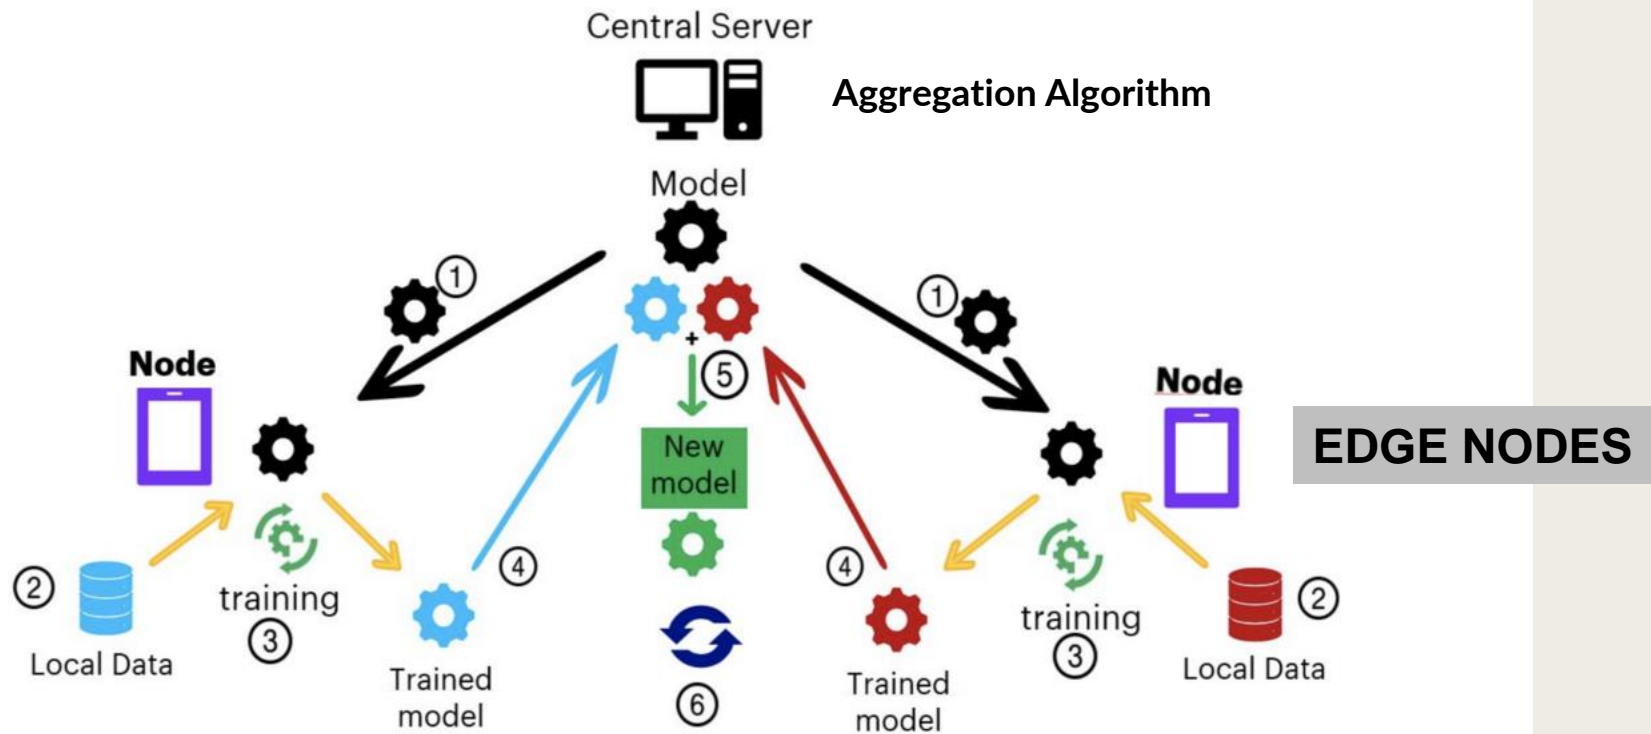 Central Server
Aggregation Algorithm
Model
1
1
+
5
Node
Node
EDGE NODES
New
model
4
4
2
2
training
3
training
3
Local Data
Local Data
Trained
model
Trained
model
6